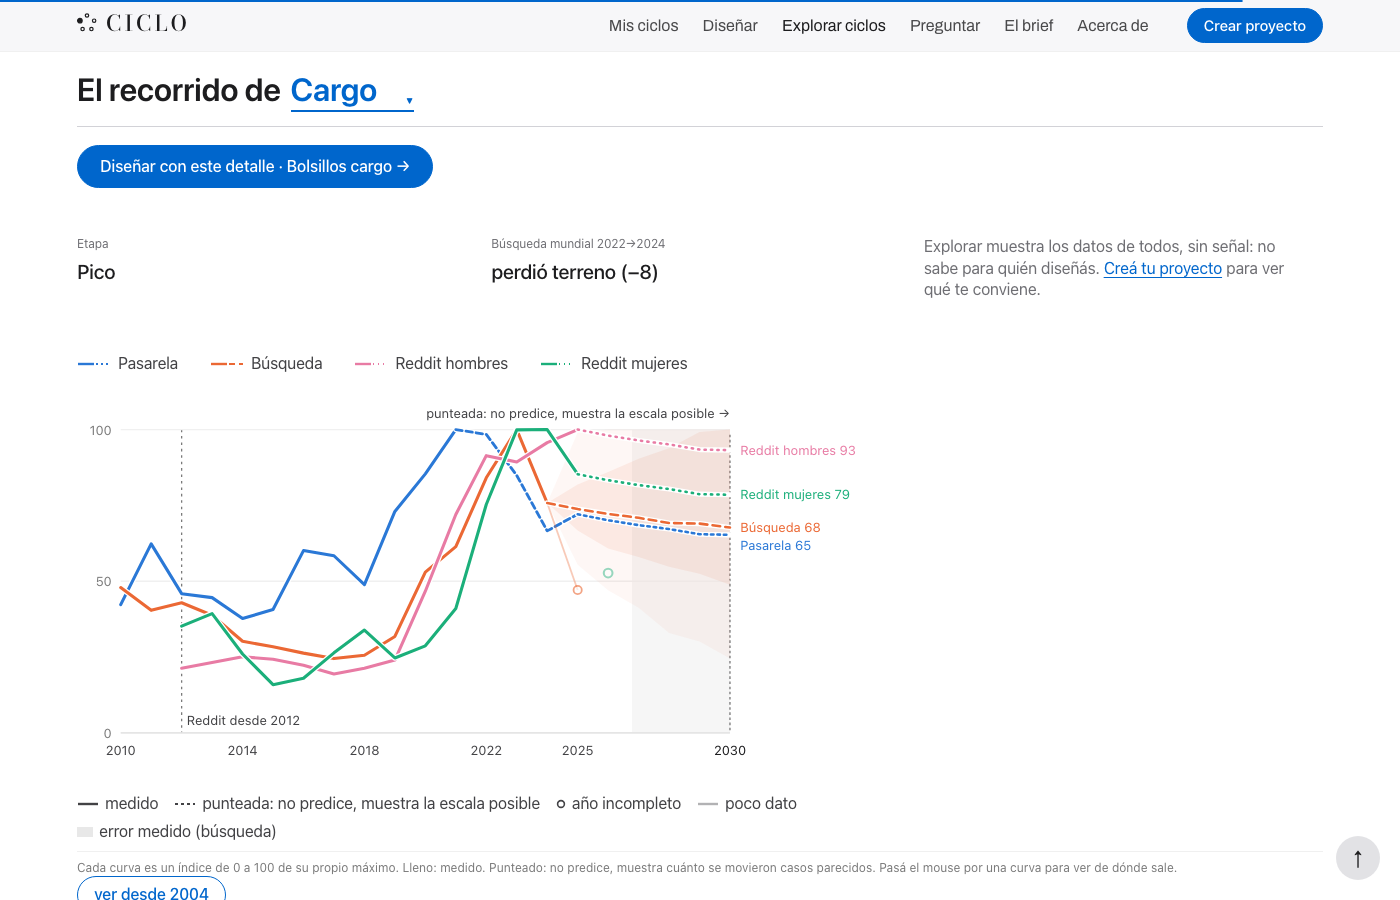 CICLO
Mis ciclos Diseñar Explorar ciclos Preguntar El brief Acerca de Crear proyecto
El recorrido de Cargo ▾
Diseñar con este detalle · Bolsillos cargo →
Etapa
Pico
Búsqueda mundial 2022→2024
perdió terreno (−8)
Explorar muestra los datos de todos, sin señal: no
sabe para quién diseñás. Creá tu proyecto para ver
qué te conviene.
Pasarela Búsqueda Reddit hombres Reddit mujeres
punteada: no predice, muestra la escala posible →
100
Reddit hombres 93
Reddit mujeres 79
Búsqueda 68
Pasarela 65
50
Reddit desde 2012
0
2010 2014 2018 2022 2025 2030
medido punteada: no predice, muestra la escala posible año incompleto poco dato
error medido (búsqueda)
Cada curva es un índice de 0 a 100 de su propio máximo. Lleno: medido. Punteado: no predice, muestra cuánto se movieron casos parecidos. Pasá el mouse por una curva para ver de dónde sale.
ver desde 2004
↑